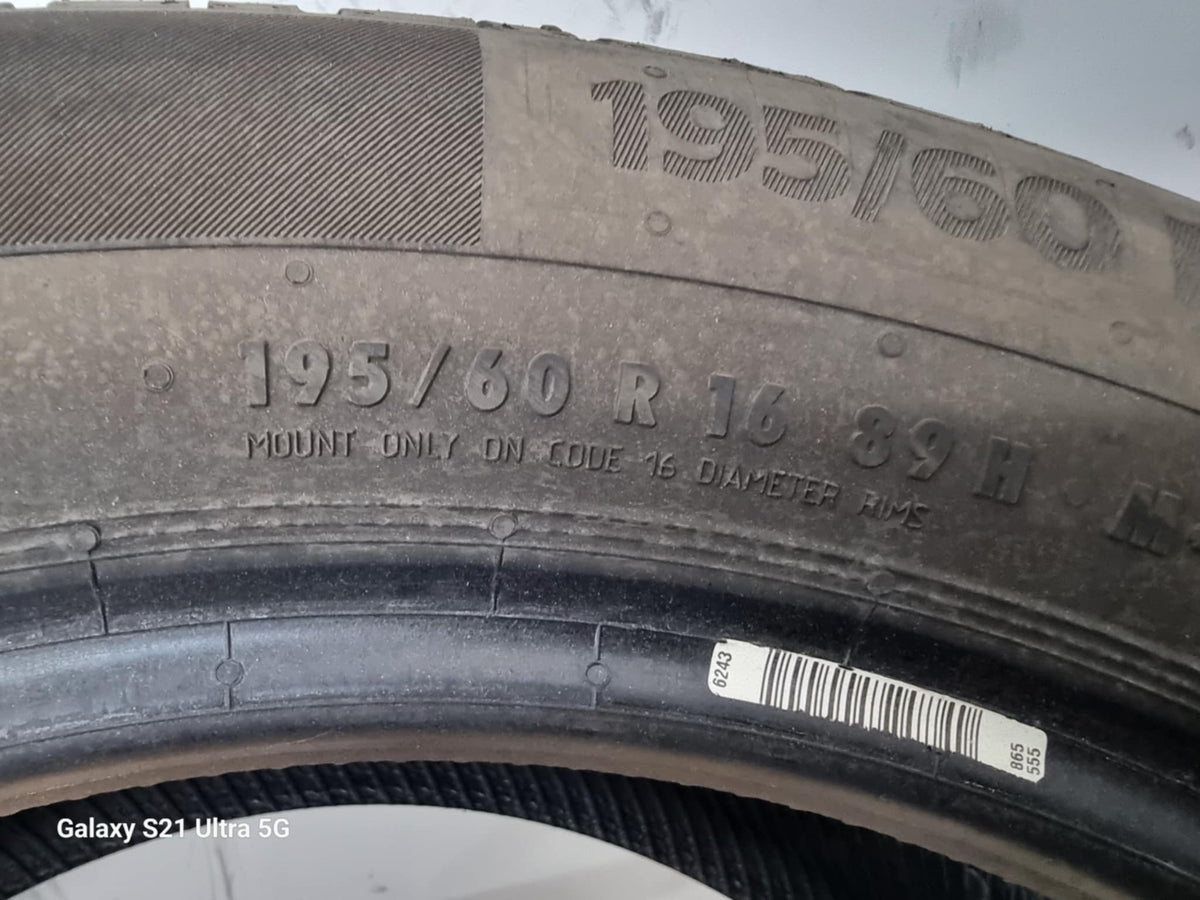 195/60
195/60 R 16 89 H M
MOUNT ONLY ON CODE 16 DIAMETER RIMS
6243
865
555
Galaxy S21 Ultra 5G